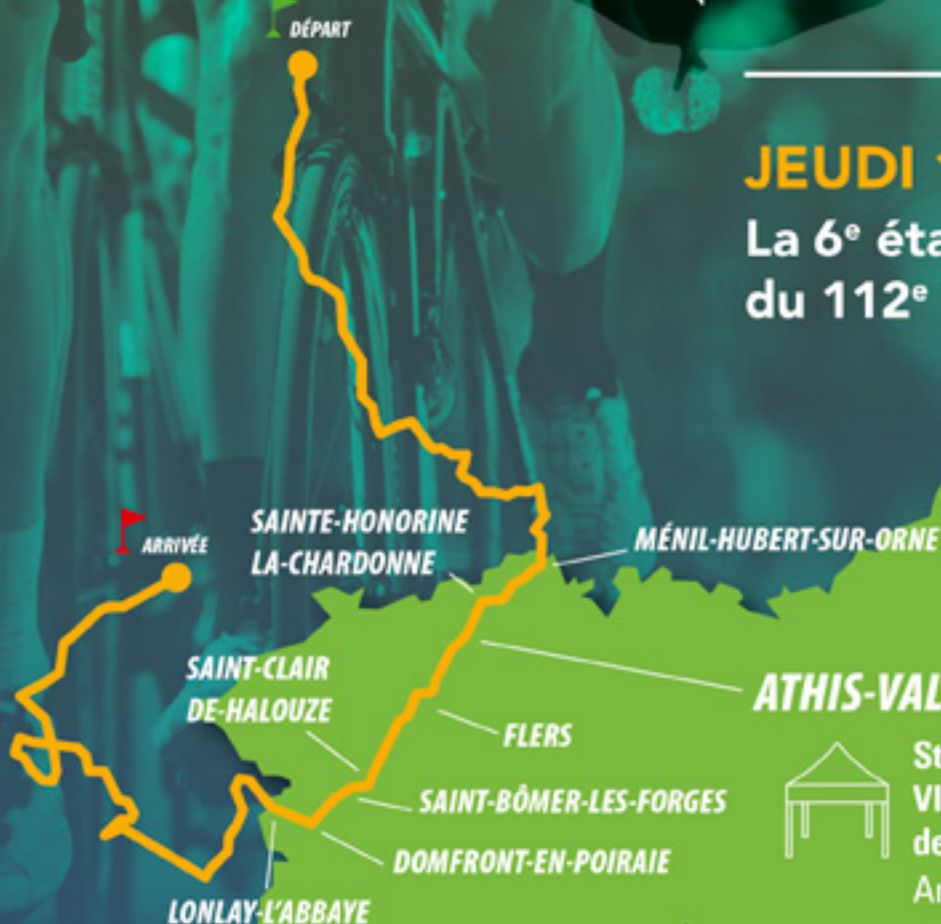 DÉPART
JEUDI
La 6e
du 112e
SAINTE-HONORINE
LA-CHARDONNE
MÉNIL-HUBERT-SUR-ORNE
ARRIVÉE
SAINT-CLAIR
DE-HALOUZE
ATHIS-VAL
FLERS
SAINT-BÔMER-LES-FORGES
DOMFRONT-EN-POIRAIE
LONLAY-L'ABBAYE